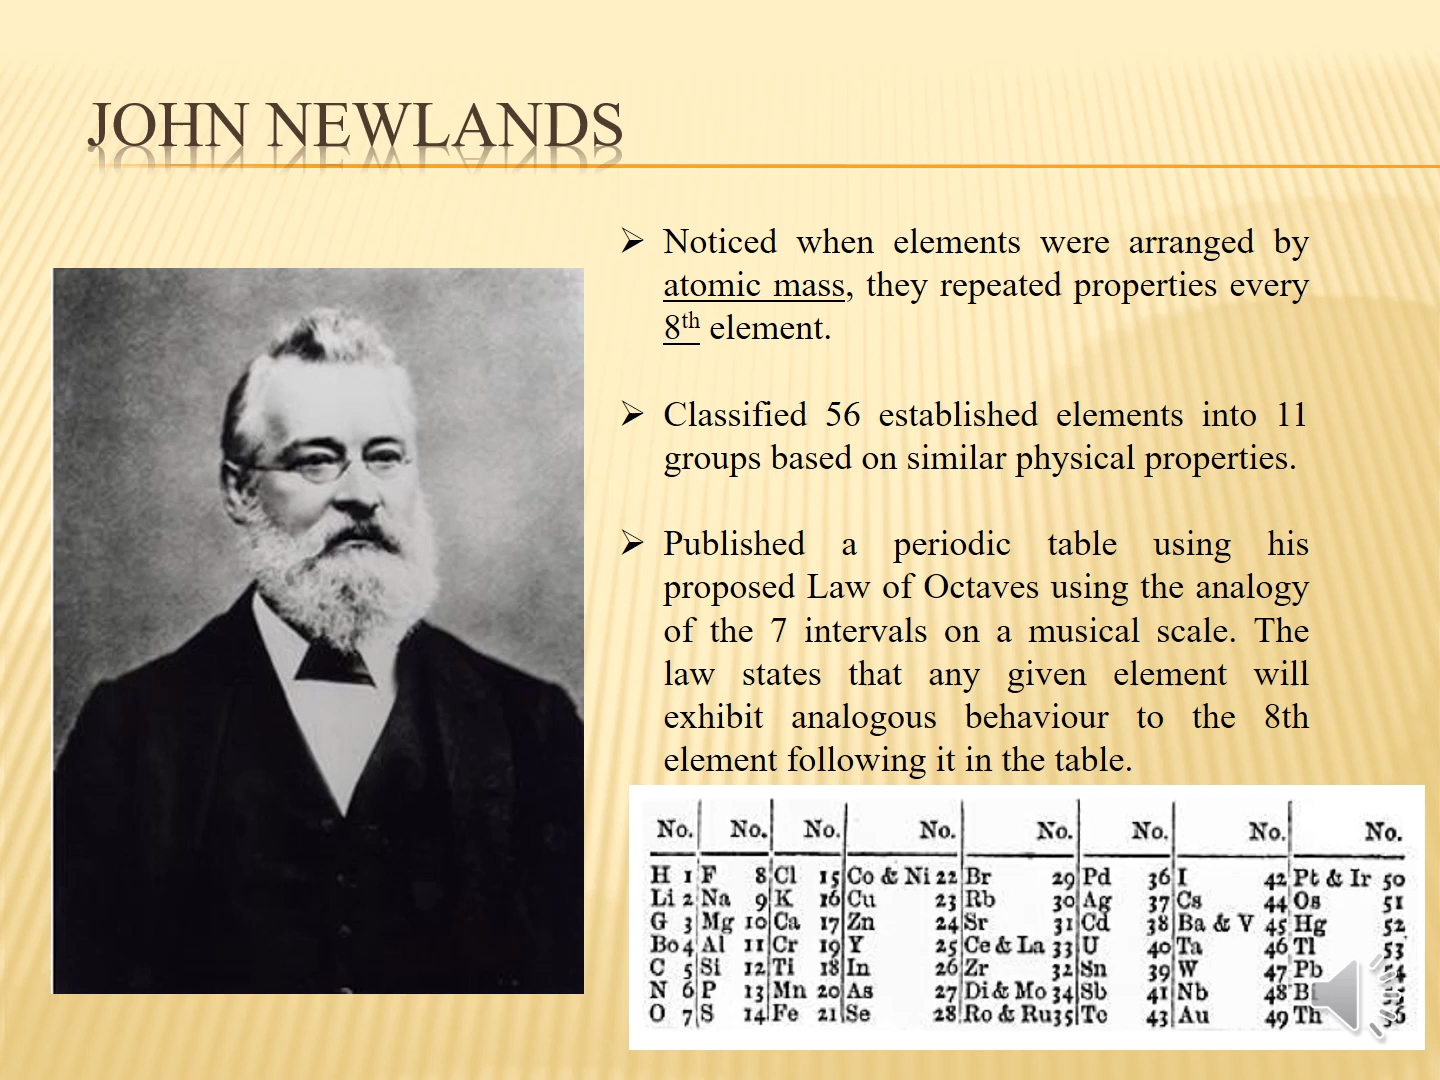 JOHN NEWLANDS
➢ Noticed when elements were arranged by
atomic mass, they repeated properties every
8th element.
➢ Classified 56 established elements into 11
groups based on similar physical properties.
➢ Published a periodic table using his
proposed Law of Octaves using the analogy
of the 7 intervals on a musical scale. The
law states that any given element will
exhibit analogous behaviour to the 8th
element following it in the table.
No. No. No. No. No. No. No. No.
H 1 F 8 Cl 15 Co & Ni 22 Br 29 Pd 36 I 42 Pt & Ir 50
Li 2 Na 9 K 16 Cu 23 Rb 30 Ag 37 Cs 44 Os 51
G 3 Mg 10 Ca 17 Zn 24 Sr 31 Cd 38 Ba & V 45 Hg 52
Bo 4 Al 11 Cr 19 Y 25 Ce & La 33 U 40 Ta 46 Tl 53
C 5 Si 12 Ti 18 In 26 Zr 32 Sn 39 W 47 Pb
N 6 P 13 Mn 20 As 27 Di & Mo 34 Sb 41 Nb 48
O 7 S 14 Fe 21 Se 28 Ro & Ru 35 Te 43 Au 49 Th 56